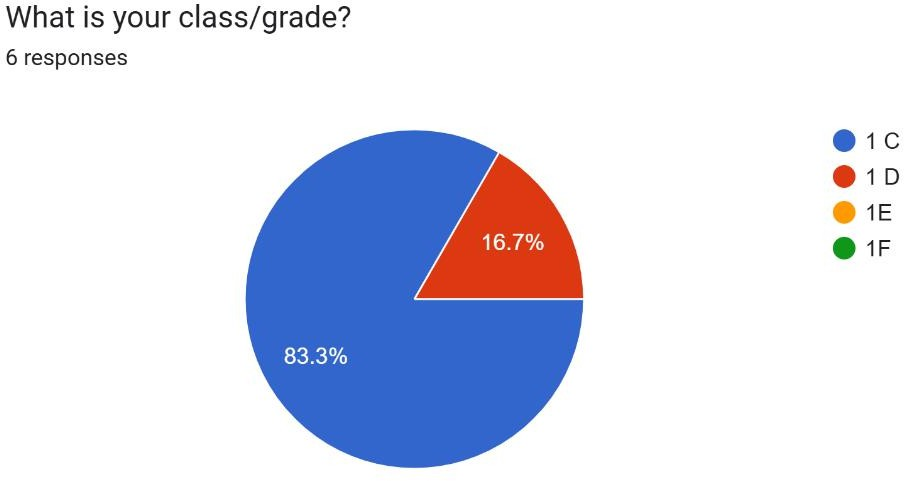 What is your class/grade?
6 responses
1 C
1 D
1E
1F
16.7%
83.3%